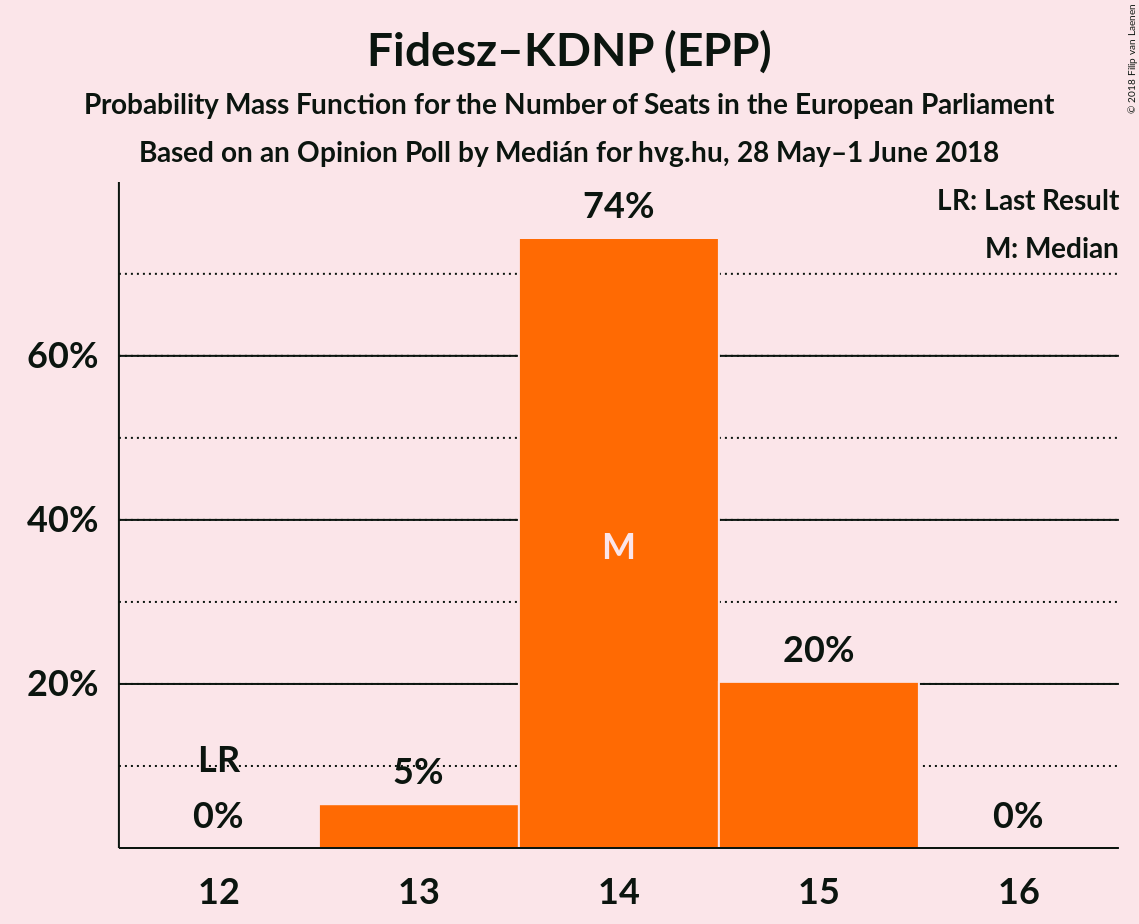 Fidesz–KDNP (EPP)
Probability Mass Function for the Number of Seats in the European Parliament
Based on an Opinion Poll by Medián for hvg.hu, 28 May–1 June 2018
© 2018 Filip van Laenen
LR: Last Result
M: Median
74%
60%
40%
M
20%
20%
LR
5%
0%
0%
12
13
14
15
16